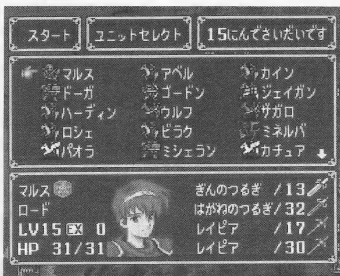 スタート ユニットセレクト 15にんでさいだいです
マルス アベル カイン
ドーガ ゴードン ジェイガン
ハーディン ウルフ ザガロ
ロシェ ビラク ミネルバ
パオラ ミシェラン カチュア
マルス ぎんのつるぎ /13
ロード はがねのつるぎ/32
LV15 EX 0 レイピア /17
HP 31/31 レイピア /30